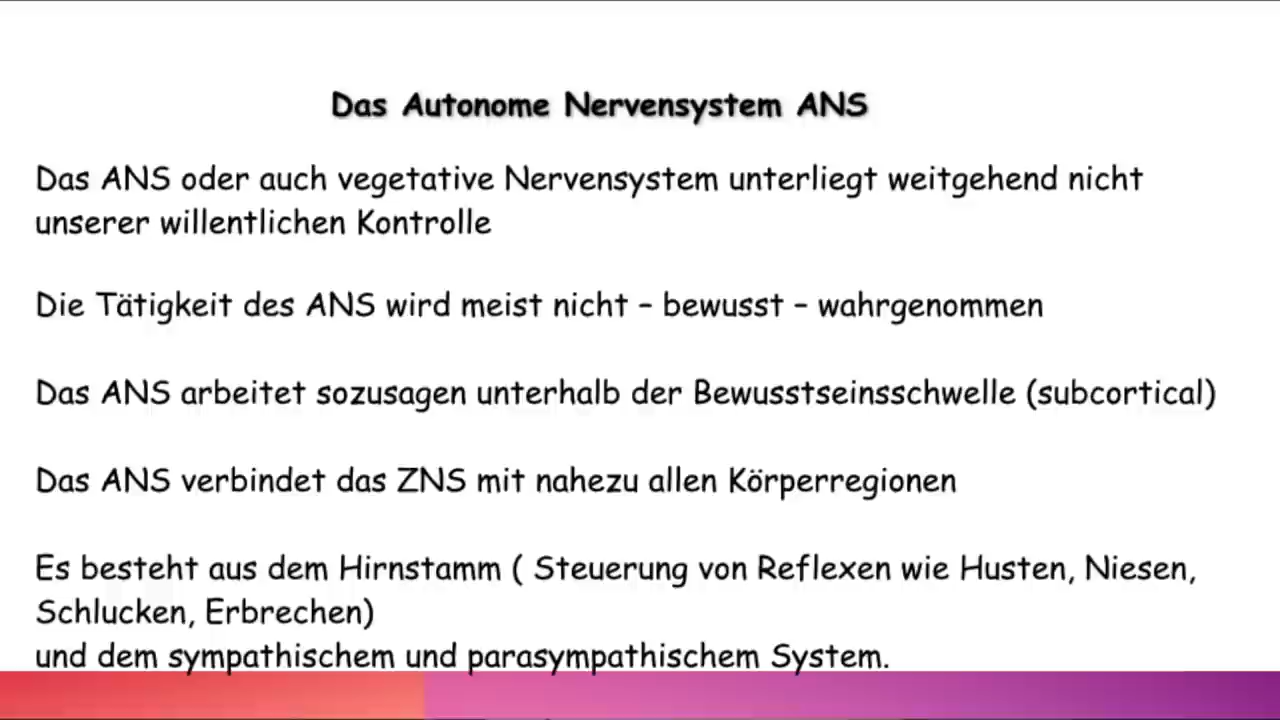 Das Autonome Nervensystem ANS
Das ANS oder auch vegetative Nervensystem unterliegt weitgehend nicht
unserer willentlichen Kontrolle
Die Tätigkeit des ANS wird meist nicht – bewusst – wahrgenommen
Das ANS arbeitet sozusagen unterhalb der Bewusstseinsschwelle (subcortical)
Das ANS verbindet das ZNS mit nahezu allen Körperregionen
Es besteht aus dem Hirnstamm ( Steuerung von Reflexen wie Husten, Niesen,
Schlucken, Erbrechen)
und dem sympathischem und parasympathischem System.